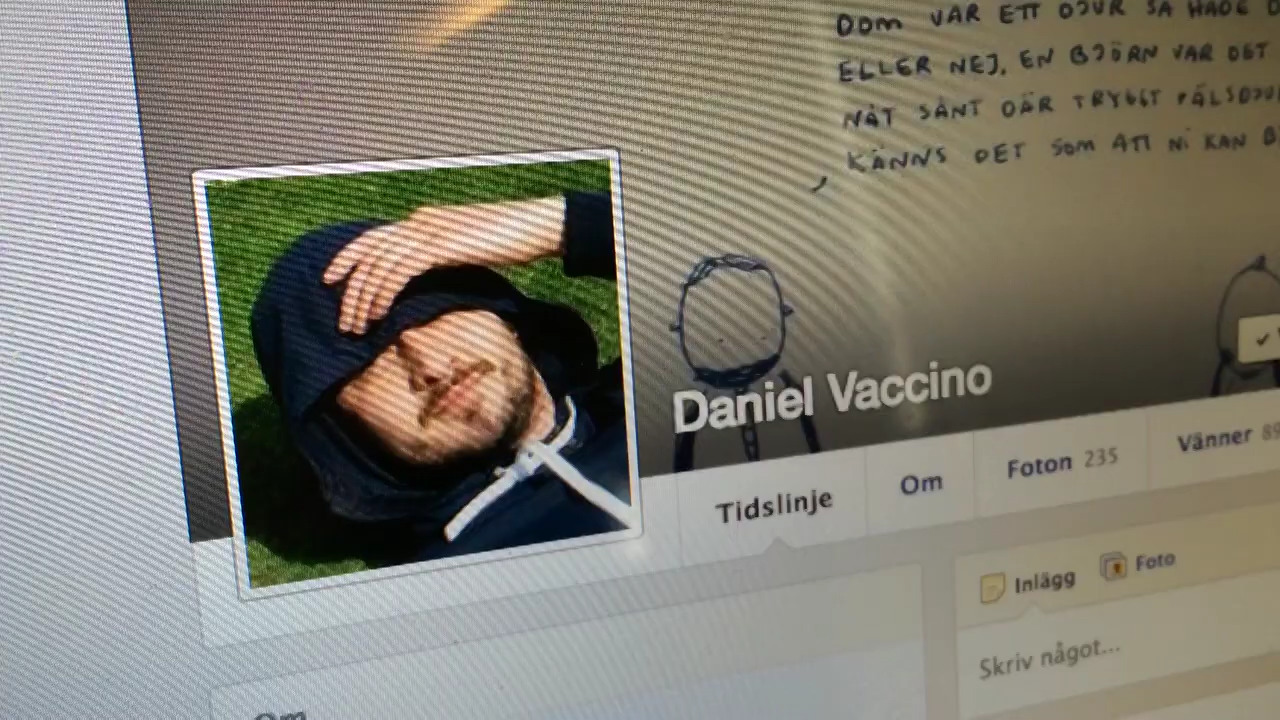 DOM VAR ETT DJUR SÅ HADE
ELLER NEJ, EN BJÖRN VAR DET
NÅT SÅNT DÄR TRYGGT
KÄNNS DET SOM ATT NI KAN
Daniel Vaccino
Tidslinje Om Foton 235 Vänner
Inlägg Foto
Skriv något...
Om